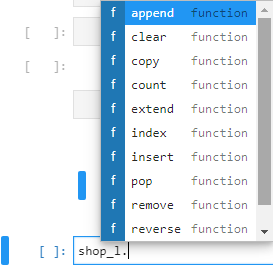 [ ]:
[ ]:
f append function
f clear function
f copy function
f count function
f extend function
f index function
f insert function
f pop function
f remove function
f reverse function
[ ]: shop_l.